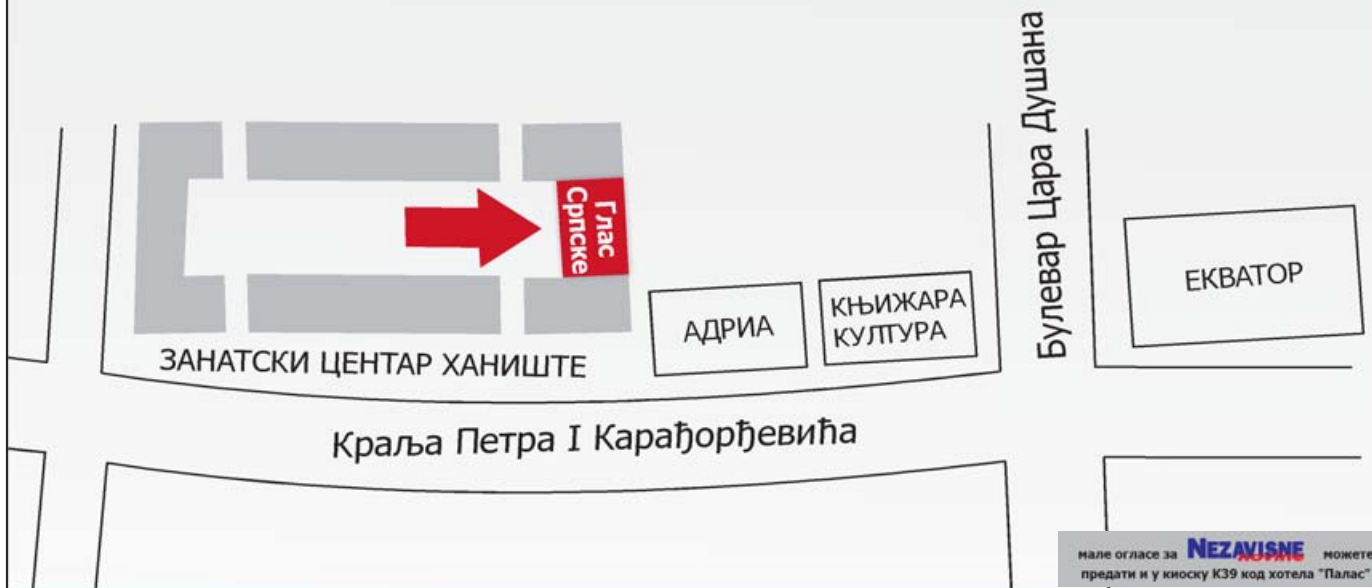 Булевар Цара Душана
Глас
Српске
АДРИА
КЊИЖАРА
КУЛТУРА
ЕКВАТОР
ЗАНАТСКИ ЦЕНТАР ХАНИШТЕ
Краља Петра I Карађорђевића
мале огласе за NEZAVISNE novine можете
предати и у киоску К39 код хотела "Палас"